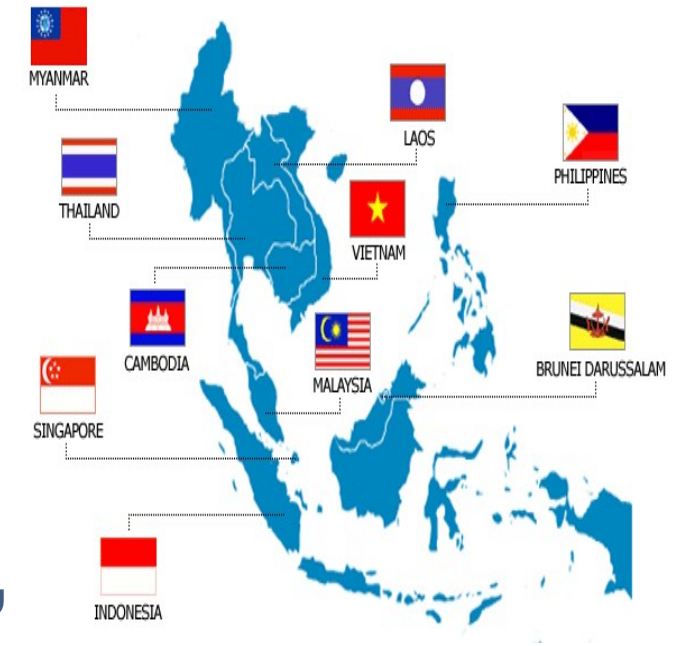 MYANMAR
LAOS
PHILIPPINES
THAILAND
VIETNAM
CAMBODIA
MALAYSIA
BRUNEI DARUSSALAM
SINGAPORE
INDONESIA